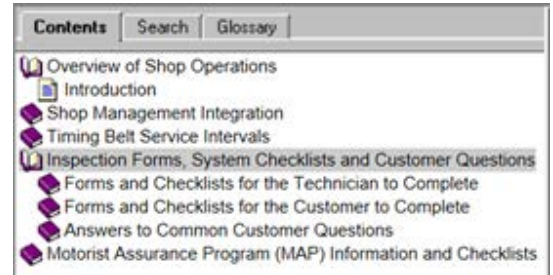 Contents Search Glossary
Overview of Shop Operations
Introduction
Shop Management Integration
Timing Belt Service Intervals
Inspection Forms, System Checklists and Customer Questions
Forms and Checklists for the Technician to Complete
Forms and Checklists for the Customer to Complete
Answers to Common Customer Questions
Motorist Assurance Program (MAP) Information and Checklists